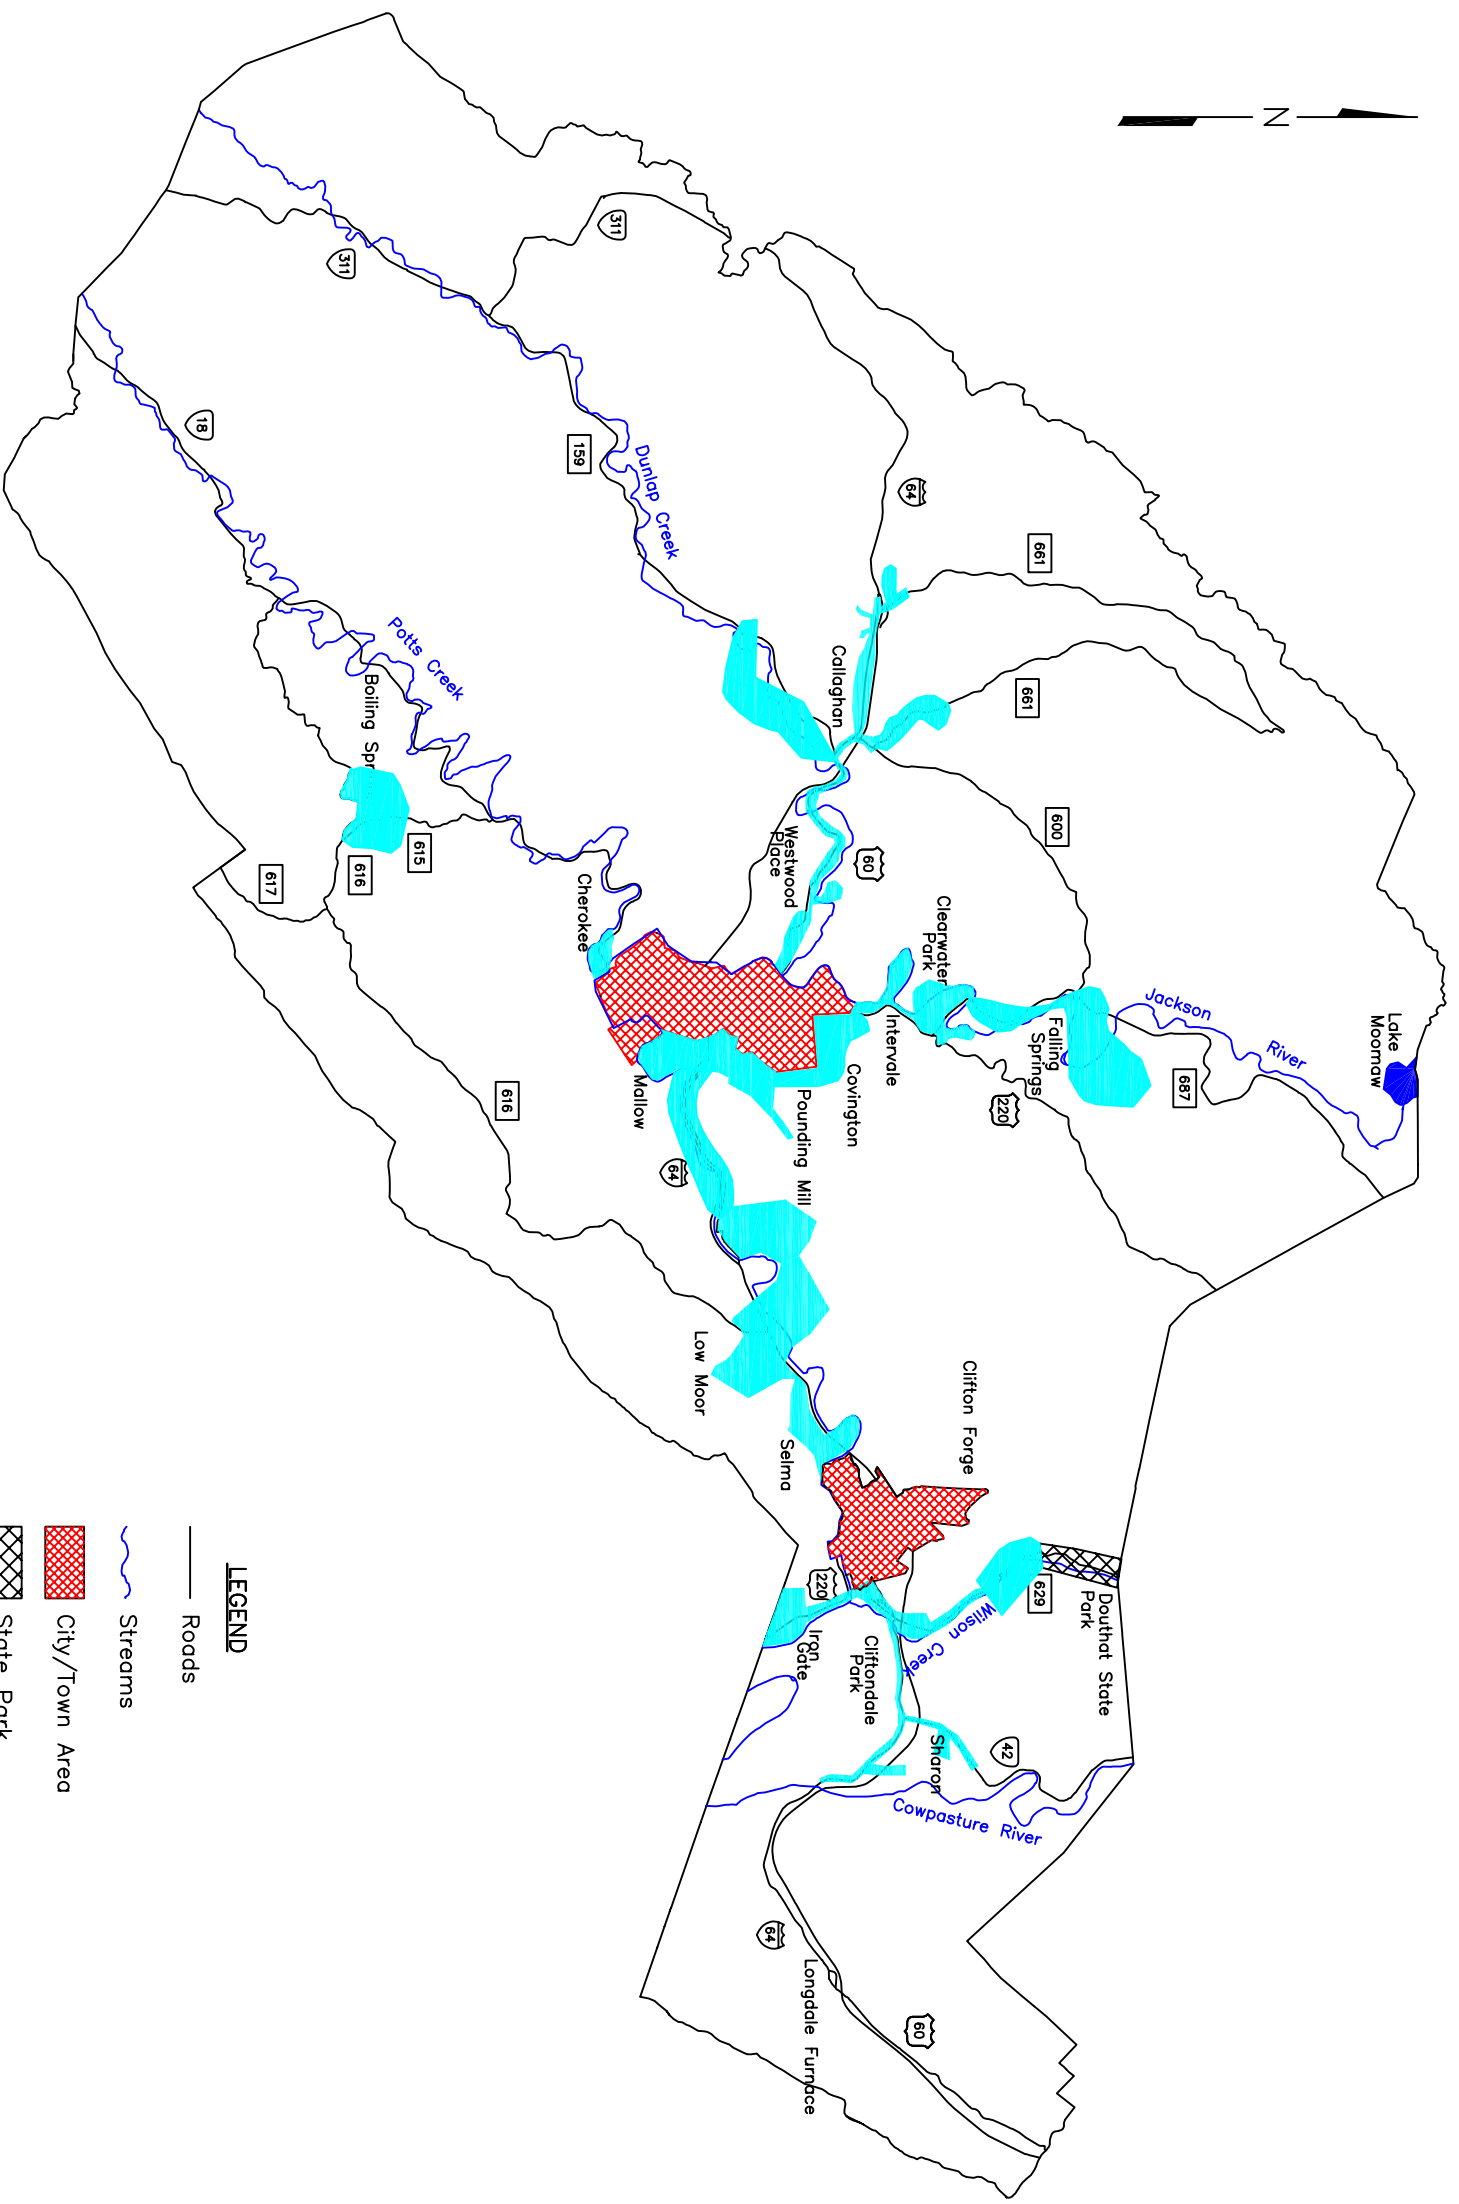 N
Lake
Moomaw
Jackson
River
687
Falling
Springs
220
600
661
661
64
Clearwater
Park
Intervale
Covington
Pounding Mill
60
Callaghan
Westwood
Place
311
311
159
Dunlap Creek
18
Potts Creek
Boiling Spr
615
616
617
Cherokee
Mallow
616
64
Low Moor
Selma
Clifton Forge
Douthat State
Park
629
Wilson Creek
220
Iron
Gate
Cliftondale
Park
Sharon
42
Cowpasture River
64
Longdale Furnace
60
LEGEND
Roads
Streams
City/Town Area
State Park